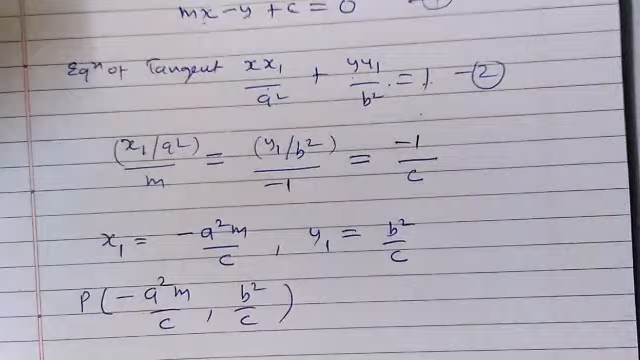 mx - y + c = 0 - ①
Eqⁿ of Tangent xx₁/a² + yy₁/b² = 1. - ②
(x₁/a²)/m = (y₁/b²)/-1 = -1/c
x₁ = -a²m/c , y₁ = b²/c
P(-a²m/c , b²/c)